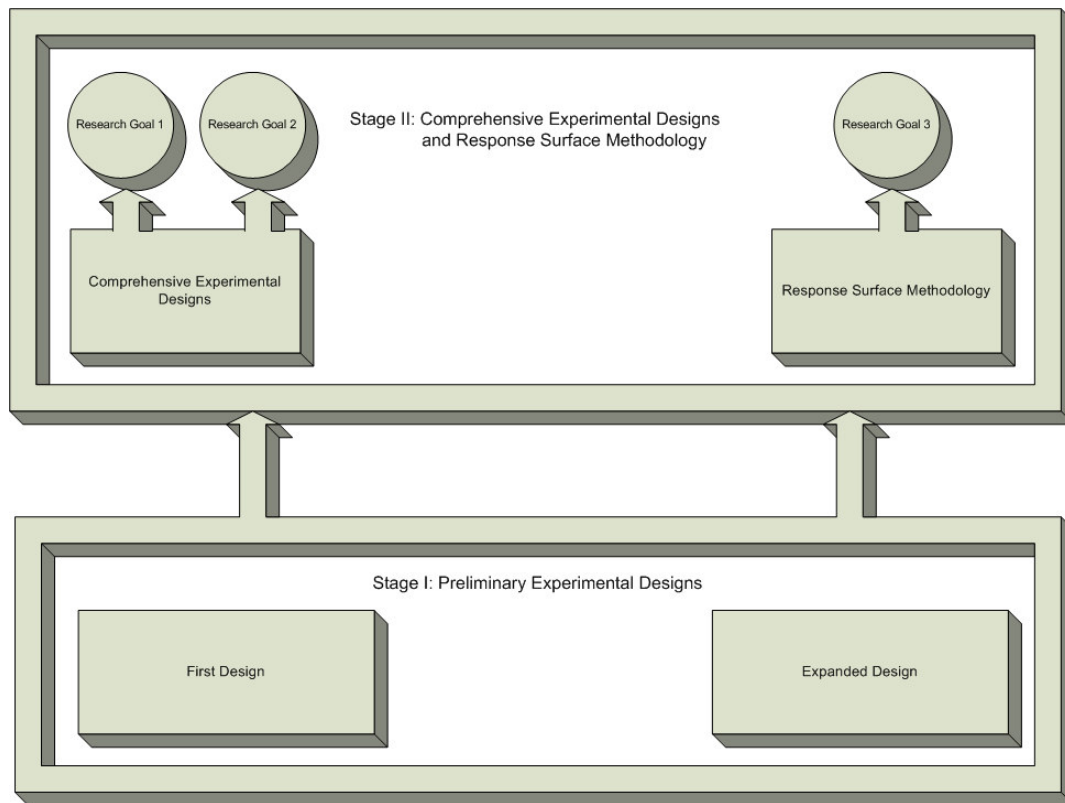 Research Goal 1
Research Goal 2
Stage II: Comprehensive Experimental Designs
and Response Surface Methodology
Research Goal 3
Comprehensive Experimental
Designs
Response Surface Methodology
Stage I: Preliminary Experimental Designs
First Design
Expanded Design